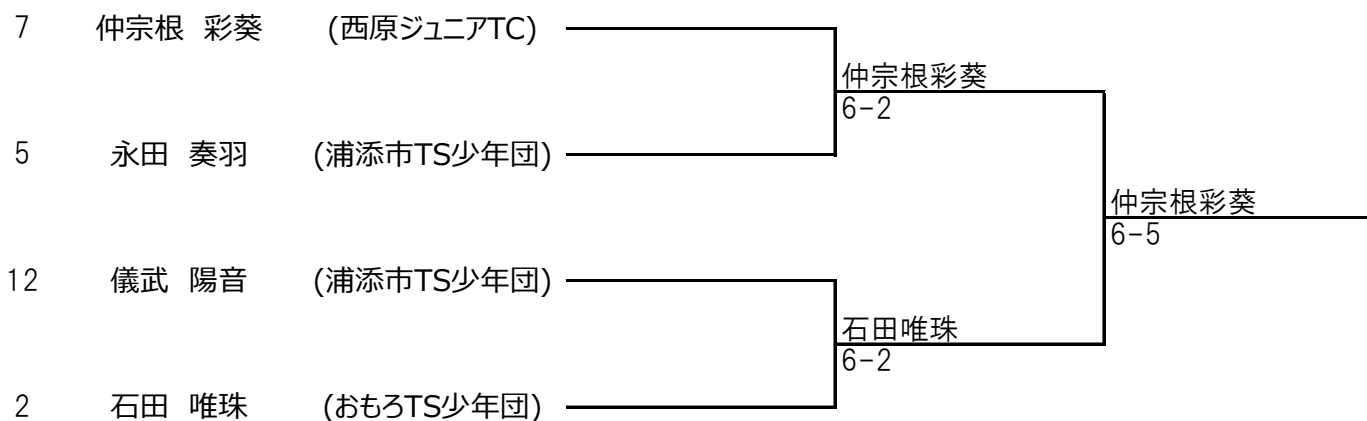 7 仲宗根 彩葵 (西原ジュニアTC)
仲宗根彩葵
6-2
5 永田 奏羽 (浦添市TS少年団)
仲宗根彩葵
6-5
12 儀武 陽音 (浦添市TS少年団)
石田唯珠
6-2
2 石田 唯珠 (おもろTS少年団)